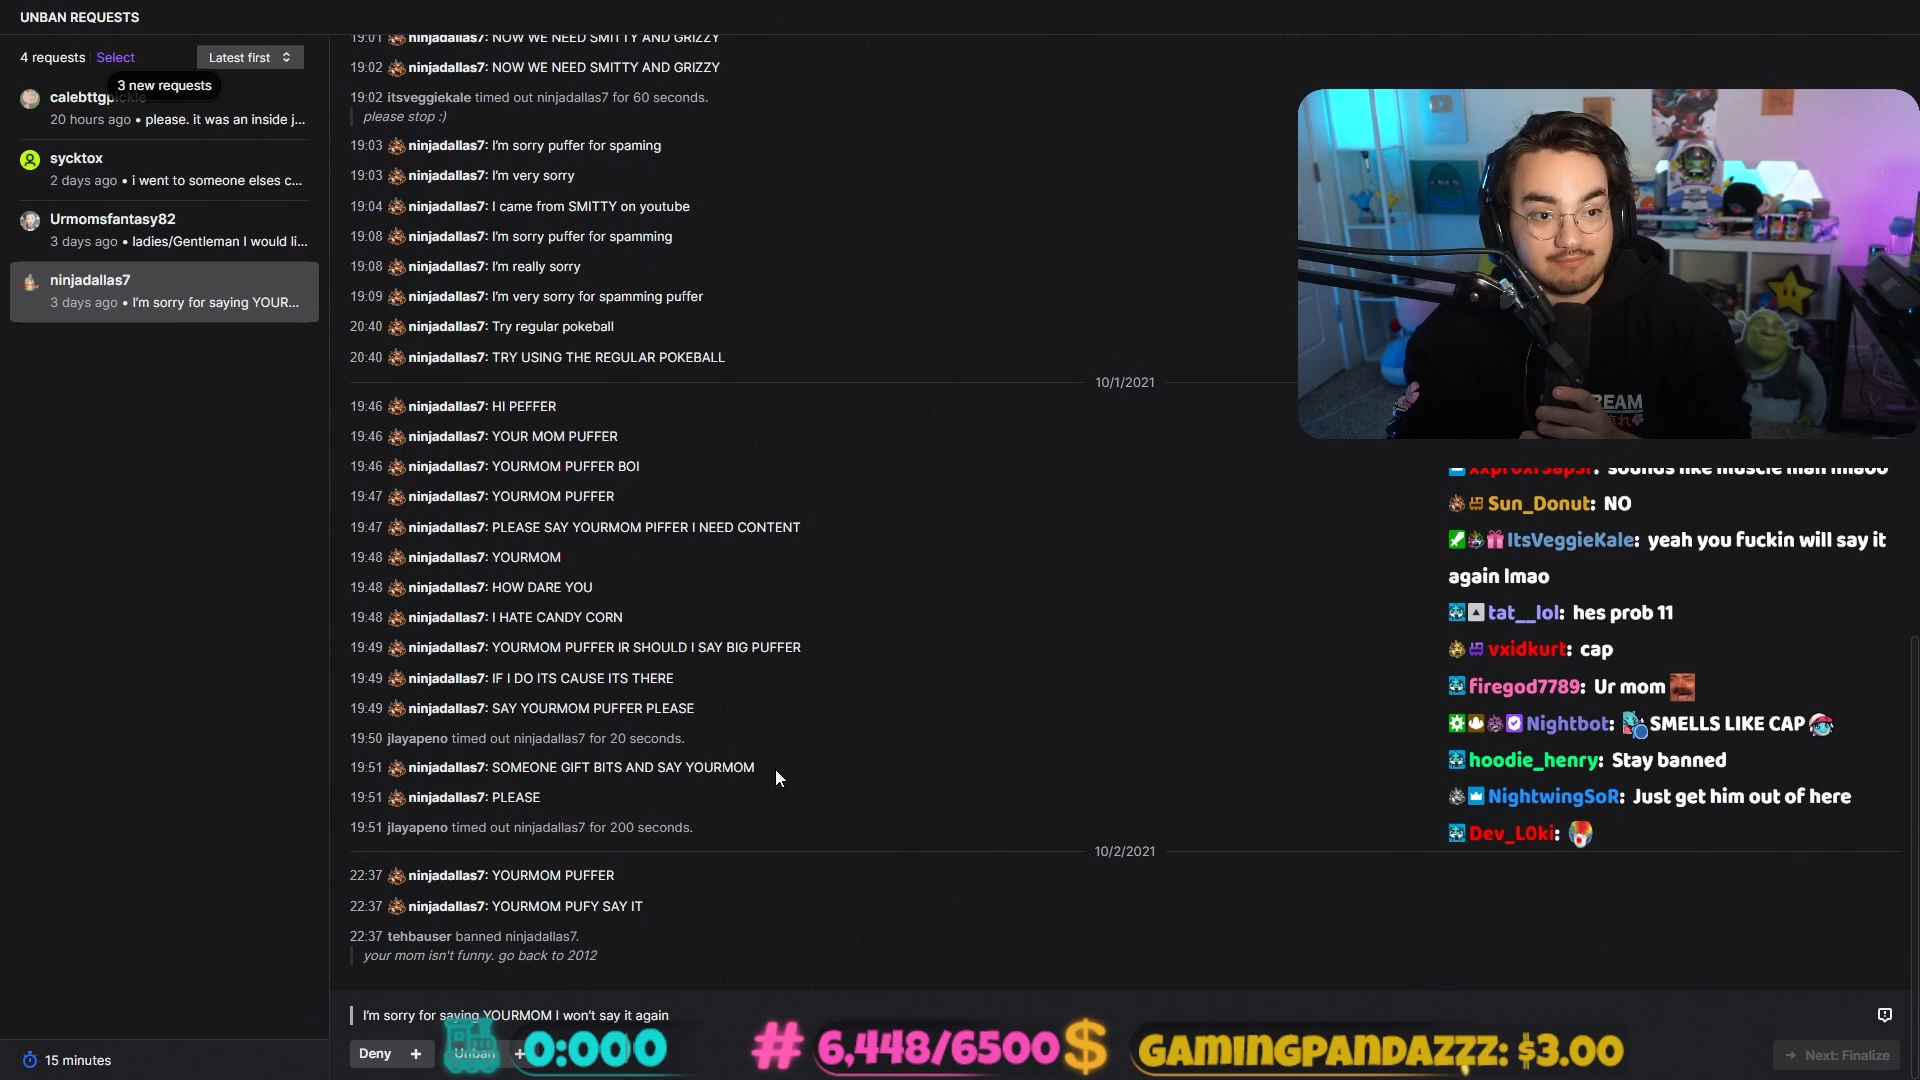 UNBAN REQUESTS
4 requests
Select
Latest first
3 new requests
20 hours ago • please. it was an inside j...
sycktox
2 days ago • i went to someone elses c...
Urmomsfantasy82
3 days ago • ladies/Gentleman I would li...
ninjadallas7
3 days ago • I'm sorry for saying YOUR...
15 minutes
19:01 ninjadallas7: NOW WE NEED SMITTY AND GRIZZY
19:02 ninjadallas7: NOW WE NEED SMITTY AND GRIZZY
19:02 itsveggiekale timed out ninjadallas7 for 60 seconds.
please stop :)
19:03 ninjadallas7: I'm sorry puffer for spaming
19:03 ninjadallas7: I'm very sorry
19:04 ninjadallas7: I came from SMITTY on youtube
19:08 ninjadallas7: I'm sorry puffer for spamming
19:08 ninjadallas7: I'm really sorry
19:09 ninjadallas7: I'm very sorry for spamming puffer
20:40 ninjadallas7: Try regular pokeball
20:40 ninjadallas7: TRY USING THE REGULAR POKEBALL
10/1/2021
19:46 ninjadallas7: HI PEFFER
19:46 ninjadallas7: YOUR MOM PUFFER
19:46 ninjadallas7: YOURMOM PUFFER BOI
19:47 ninjadallas7: YOURMOM PUFFER
19:47 ninjadallas7: PLEASE SAY YOURMOM PIFFER I NEED CONTENT
19:48 ninjadallas7: YOURMOM
19:48 ninjadallas7: HOW DARE YOU
19:48 ninjadallas7: I HATE CANDY CORN
19:49 ninjadallas7: YOURMOM PUFFER IR SHOULD I SAY BIG PUFFER
19:49 ninjadallas7: IF I DO ITS CAUSE ITS THERE
19:49 ninjadallas7: SAY YOURMOM PUFFER PLEASE
19:50 jlayapeno timed out ninjadallas7 for 20 seconds.
19:51 ninjadallas7: SOMEONE GIFT BITS AND SAY YOURMOM
19:51 ninjadallas7: PLEASE
19:51 jlayapeno timed out ninjadallas7 for 200 seconds.
10/2/2021
22:37 ninjadallas7: YOURMOM PUFFER
22:37 ninjadallas7: YOURMOM PUFY SAY IT
22:37 tehbauser banned ninjadallas7.
your mom isn't funny. go back to 2012
I'm sorry for saying YOURMOM I won't say it again
Deny +
Unban +
Next: Finalize
0:000
# 6,448/6500
$ GAMINGPANDAZZZ: $3.00
sounds like muscle man lmaoo
Sun_Donut: NO
ItsVeggieKale: yeah you fuckin will say it
again lmao
tat__lol: hes prob 11
vxidkurt: cap
firegod7789: Ur mom
Nightbot: SMELLS LIKE CAP
hoodie_henry: Stay banned
NightwingSoR: Just get him out of here
Dev_L0ki: